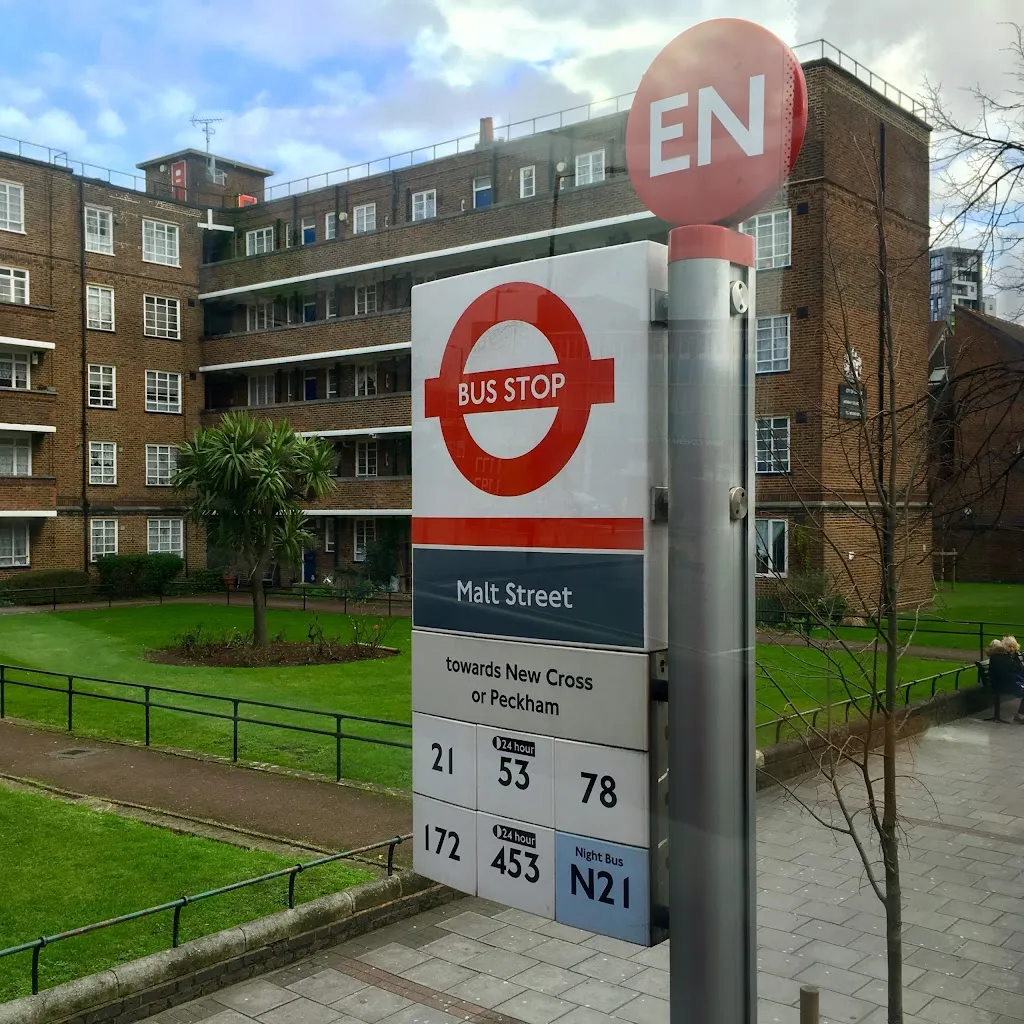 EN
BUS STOP
Malt Street
towards New Cross
or Peckham
21
24 hour
53
78
172
24 hour
453
Night Bus
N21